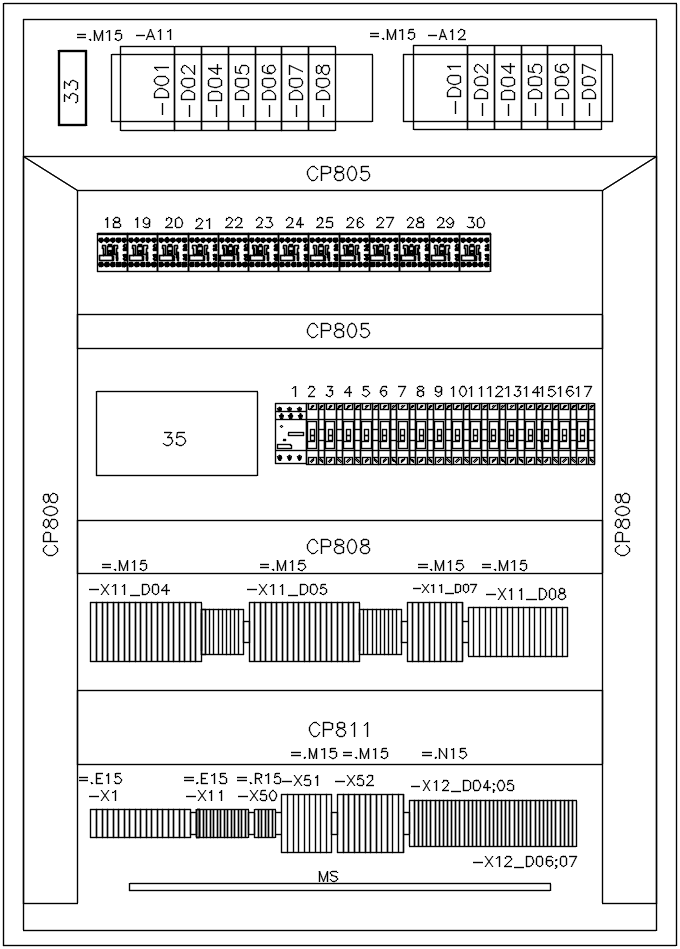 =.M15 -A11 =.M15 -A12
33 -D01 -D02 -D04 -D05 -D06 -D07 -D08 -D01 -D02 -D04 -D05 -D06 -D07
CP805
18 19 20 21 22 23 24 25 26 27 28 29 30
CP805
1 2 3 4 5 6 7 8 9 10 11 12 13 14 15 16 17
35
CP808 CP808
CP808
=.M15 =.M15 =.M15 =.M15
-X11_D04 -X11_D05 -X11_D07 -X11_D08
CP811
=.M15 =.M15 =.N15
=.E15 =.E15 =.R15 -X51 -X52 -X12_D04;05
-X1 -X11 -X50
-X12_D06;07
MS